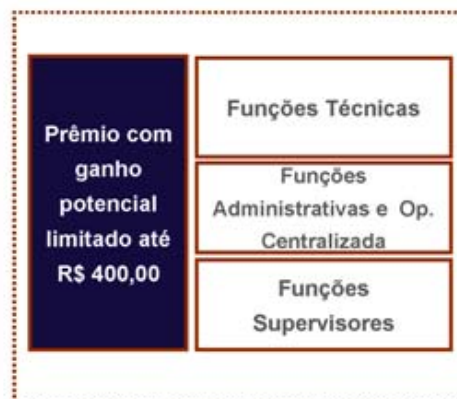 Prêmio com
ganho
potencial
limitado até
R$ 400,00
Funções Técnicas
Funções
Administrativas e Op.
Centralizada
Funções
Supervisores